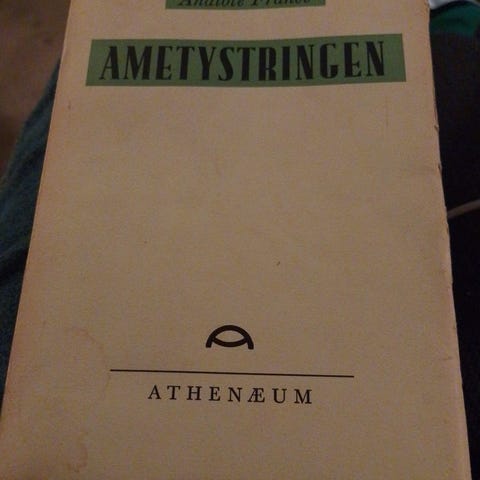 Anatole France
AMETYSTRINGEN
ATHENÆUM